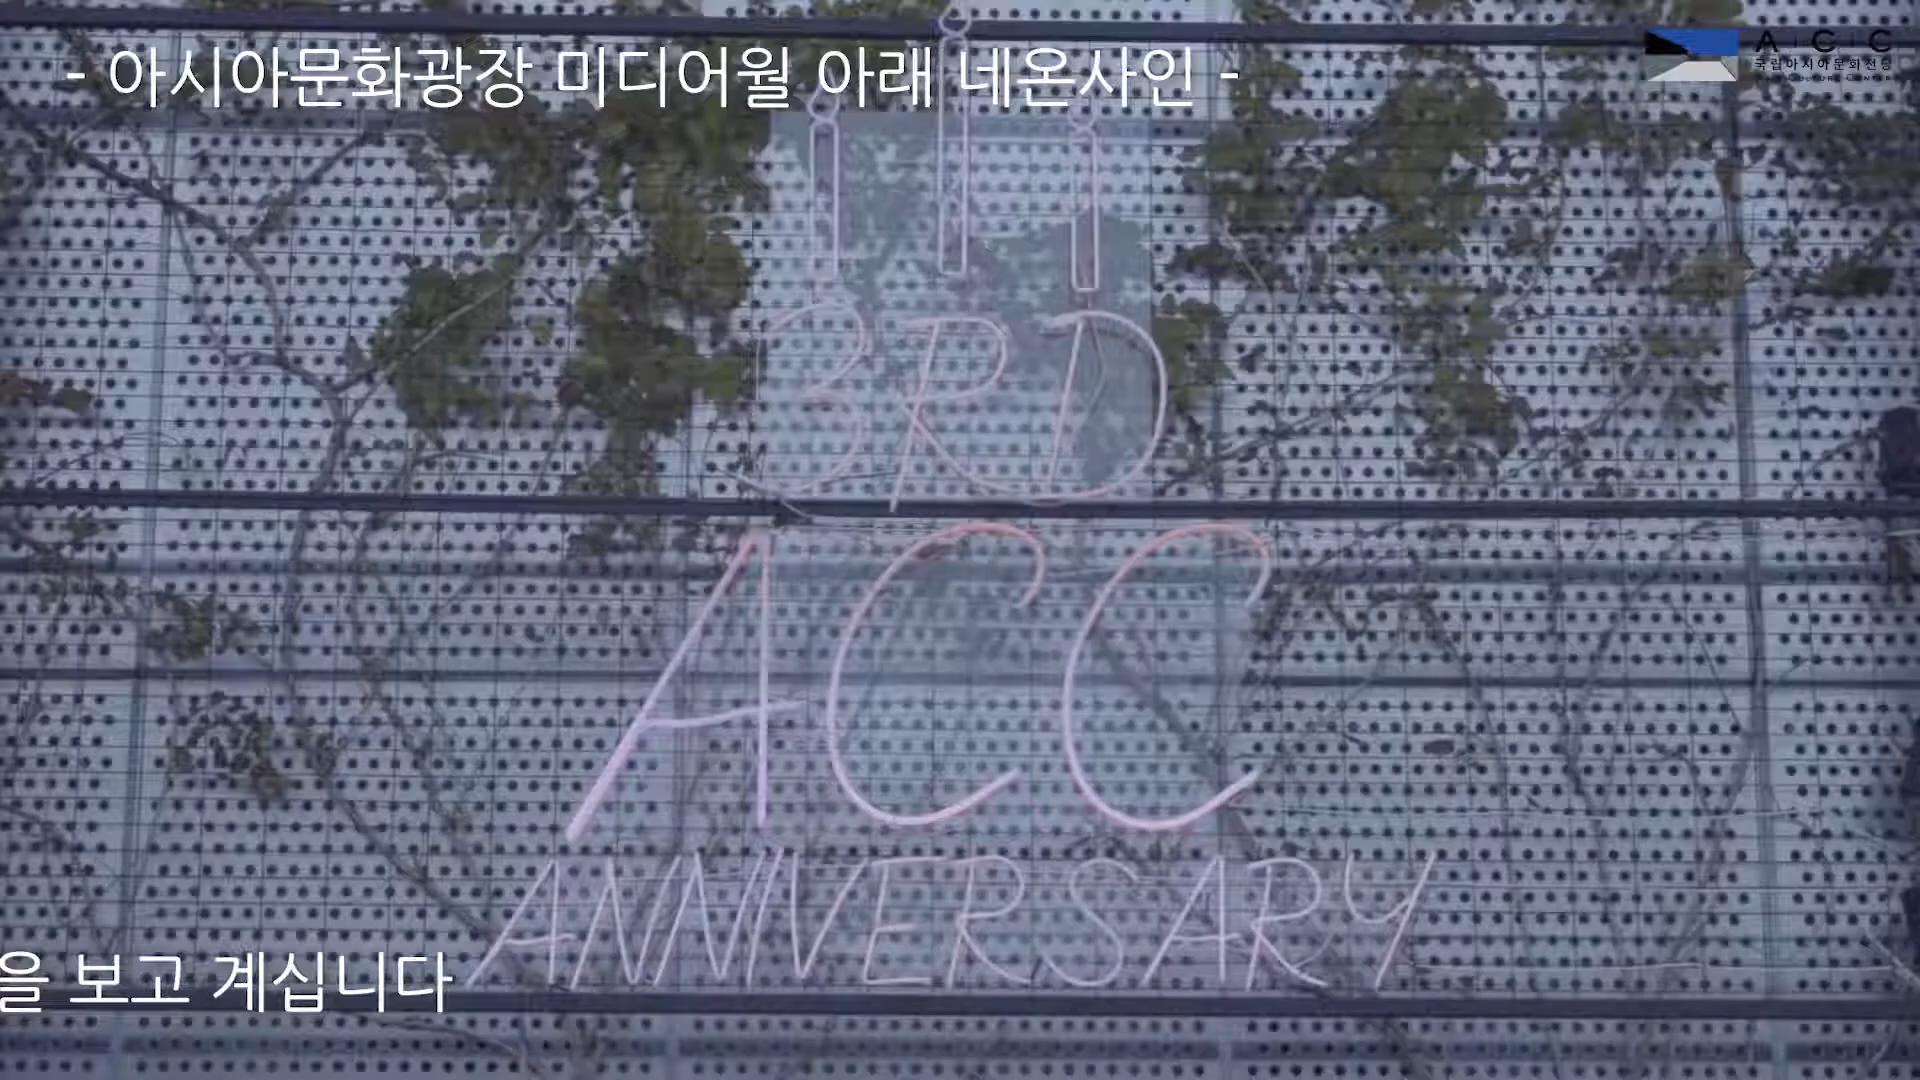 - 아시아문화광장 미디어월 아래 네온사인 -
A C C
국립아시아문화전당
3RD
ACC
ANNIVERSARY
을 보고 계십니다